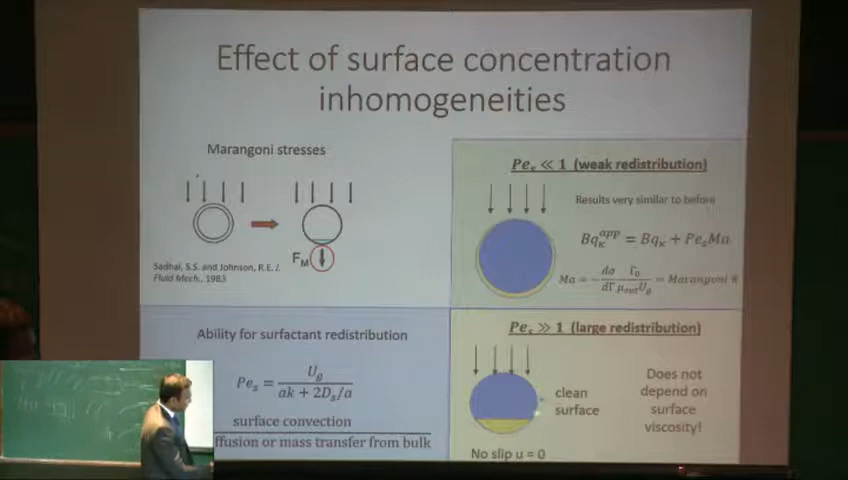 Effect of surface concentration
inhomogeneities
Marangoni stresses
F_M
Sadhal, S.S. and Johnson, R.E. J.
Fluid Mech., 1983
Pe_s ≪ 1 (weak redistribution)
Results very similar to before
Bq_κ^app = Bq_κ + Pe_s Ma
Ma = − dσ/dΓ Γ_0/μ_out U_g = Marangoni #
Ability for surfactant redistribution
Pe_s = U_g / ak + 2D_s/a
surface convection
ffusion or mass transfer from bulk
Pe_s ≫ 1 (large redistribution)
clean
surface
Does not
depend on
surface
viscosity!
No slip u = 0